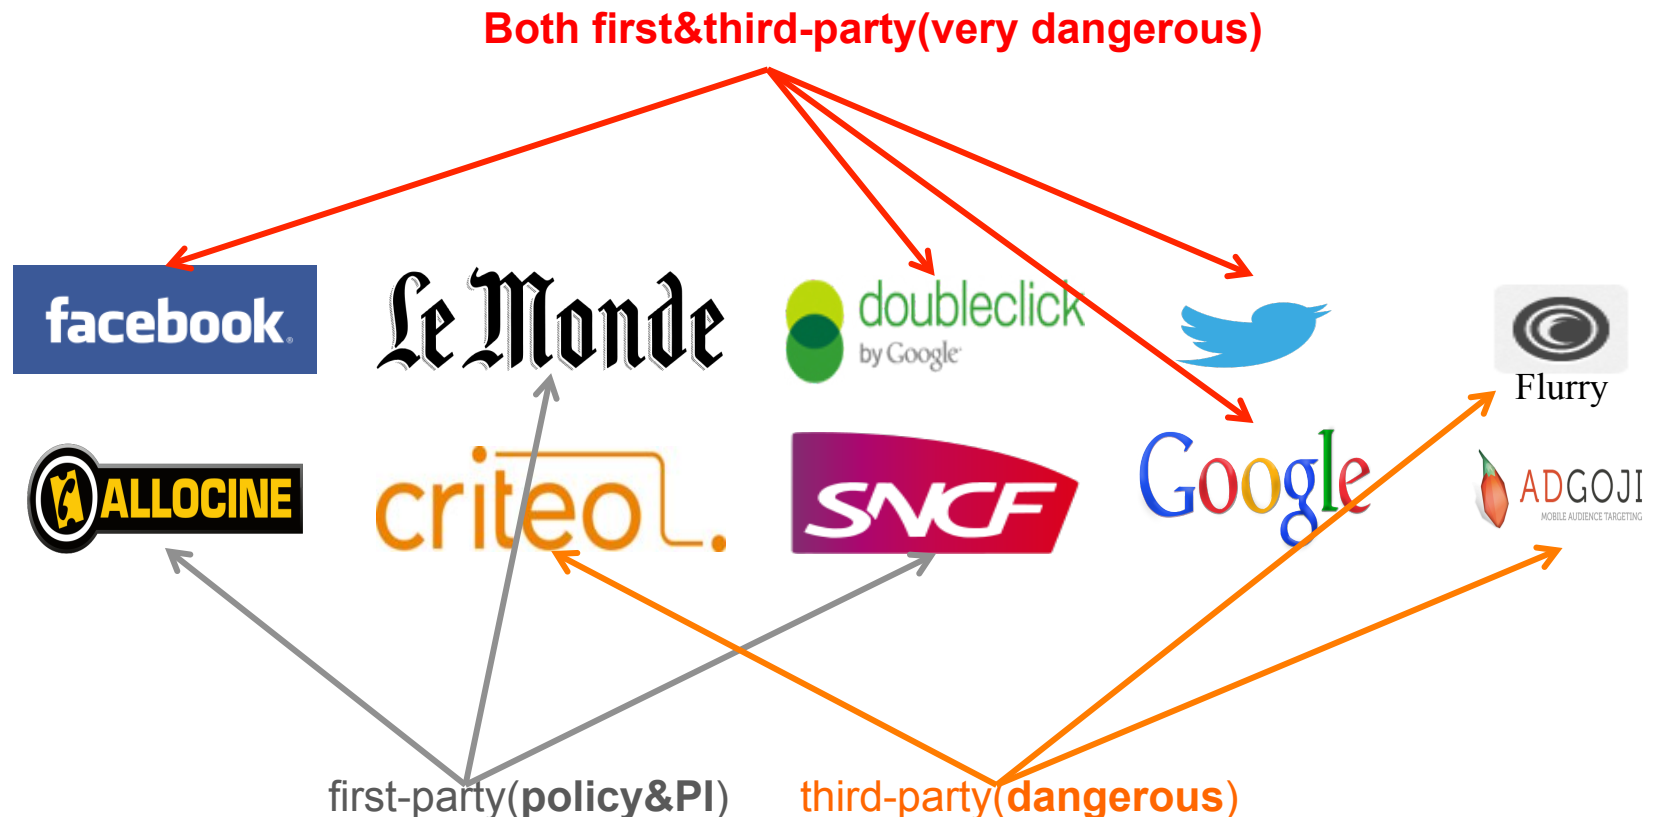 Both first&third-party(very dangerous)
facebook.
Le Monde
doubleclick
by Google
Flurry
ALLOCINE
criteo.
SNCF
Google
ADGOJI
MOBILE AUDIENCE TARGETING
first-party(policy&PI)
third-party(dangerous)